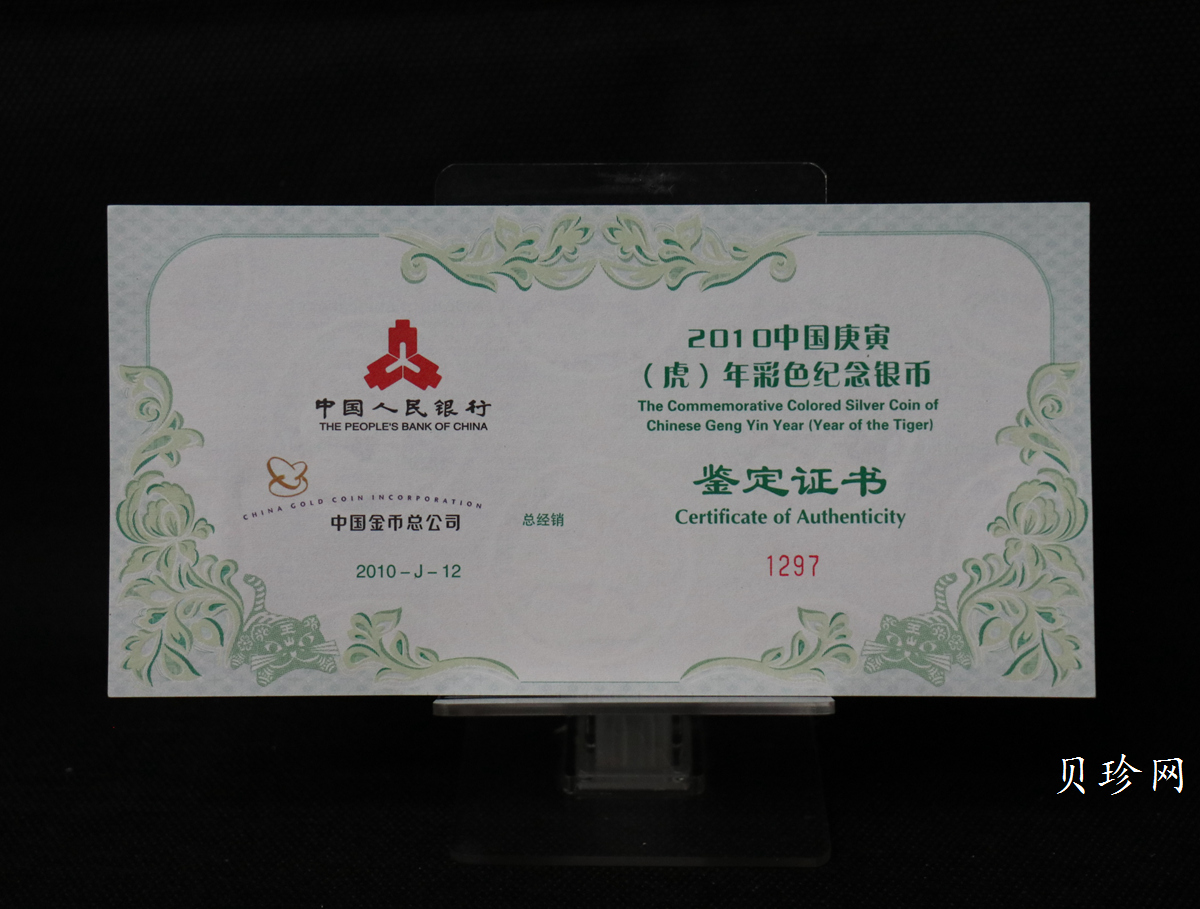 中国人民银行
THE PEOPLE'S BANK OF CHINA
CHINA GOLD COIN INCORPORATION
中国金币总公司
总经销
2010-J-12
2010中国庚寅
（虎）年彩色纪念银币
The Commemorative Colored Silver Coin of
Chinese Geng Yin Year (Year of the Tiger)
鉴定证书
Certificate of Authenticity
1297
贝珍网